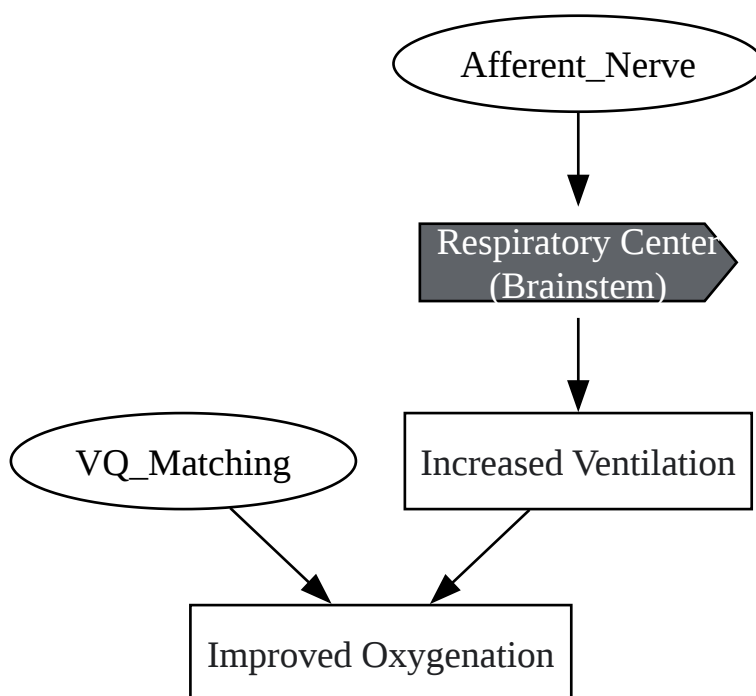 Afferent_Nerve
Respiratory Center
(Brainstem)
VQ_Matching
Increased Ventilation
Improved Oxygenation